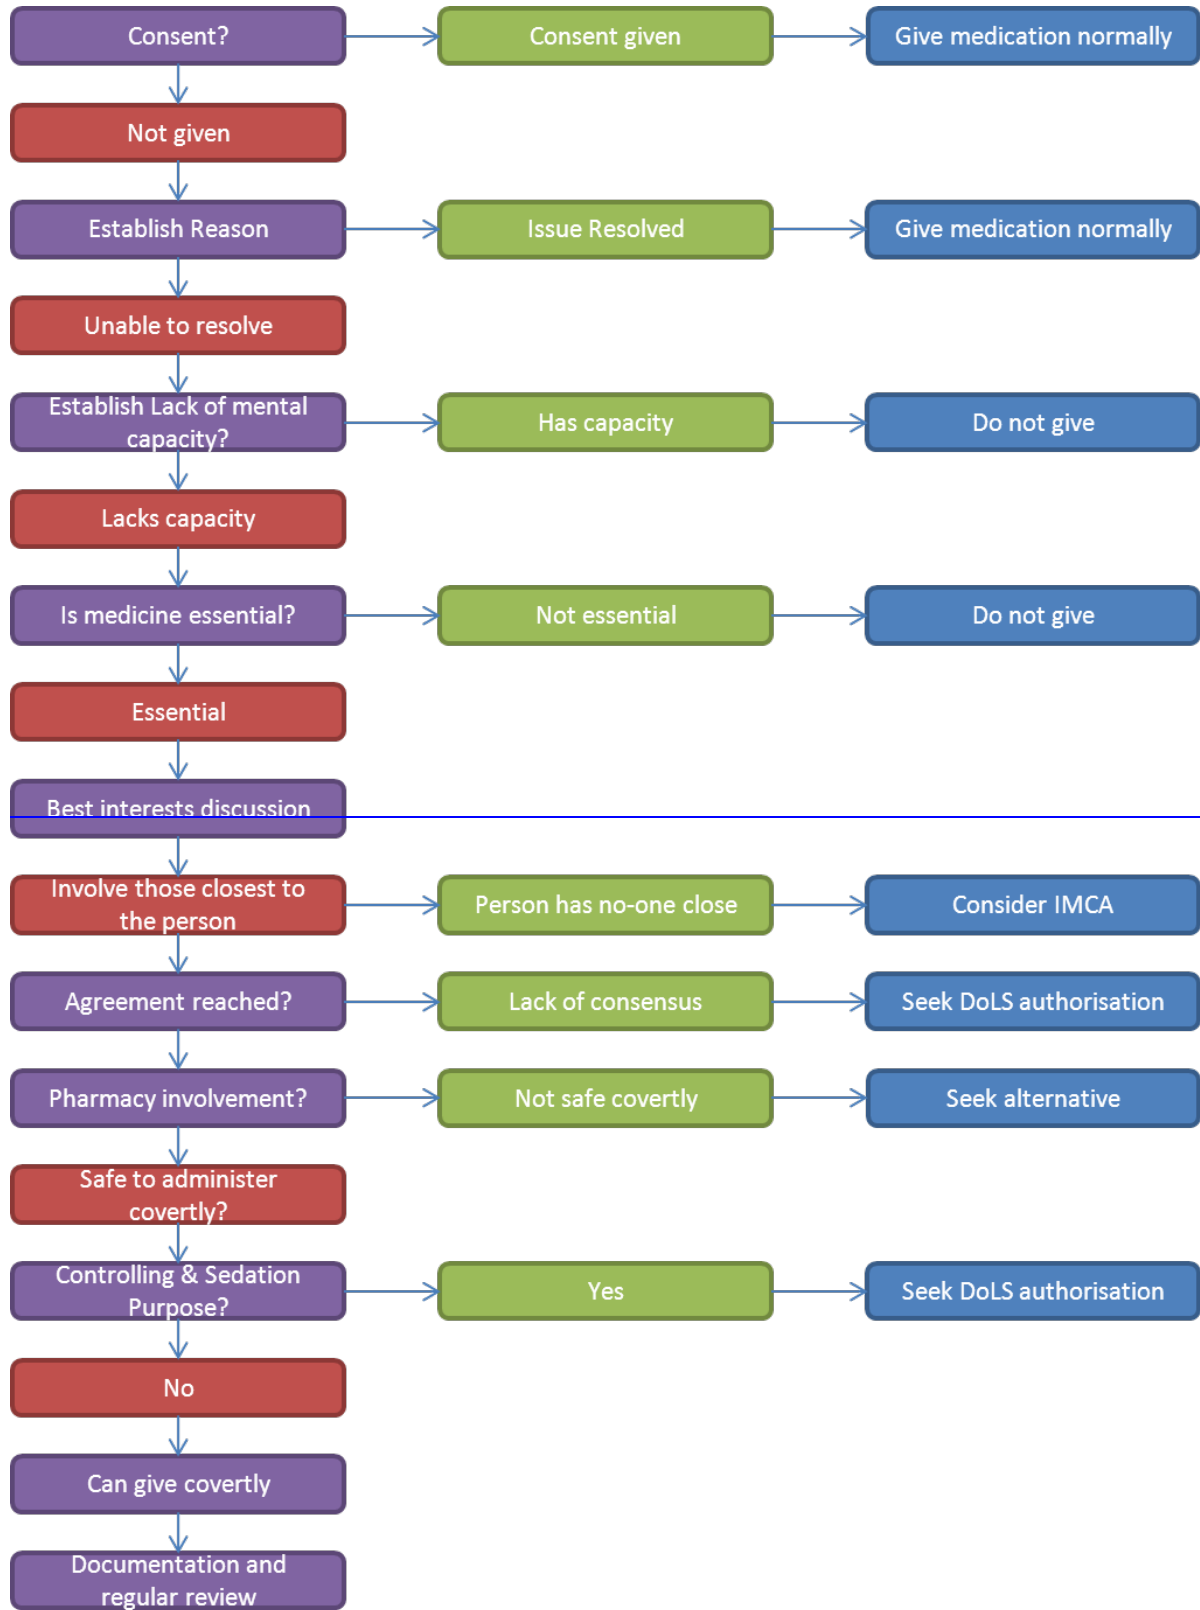 Consent?
Consent given
Give medication normally
Not given
Establish Reason
Issue Resolved
Give medication normally
Unable to resolve
Establish Lack of mental
capacity?
Has capacity
Do not give
Lacks capacity
Is medicine essential?
Not essential
Do not give
Essential
Best interests discussion
Involve those closest to
the person
Person has no-one close
Consider IMCA
Agreement reached?
Lack of consensus
Seek DoLS authorisation
Pharmacy involvement?
Not safe covertly
Seek alternative
Safe to administer
covertly?
Controlling & Sedation
Purpose?
Yes
Seek DoLS authorisation
No
Can give covertly
Documentation and
regular review